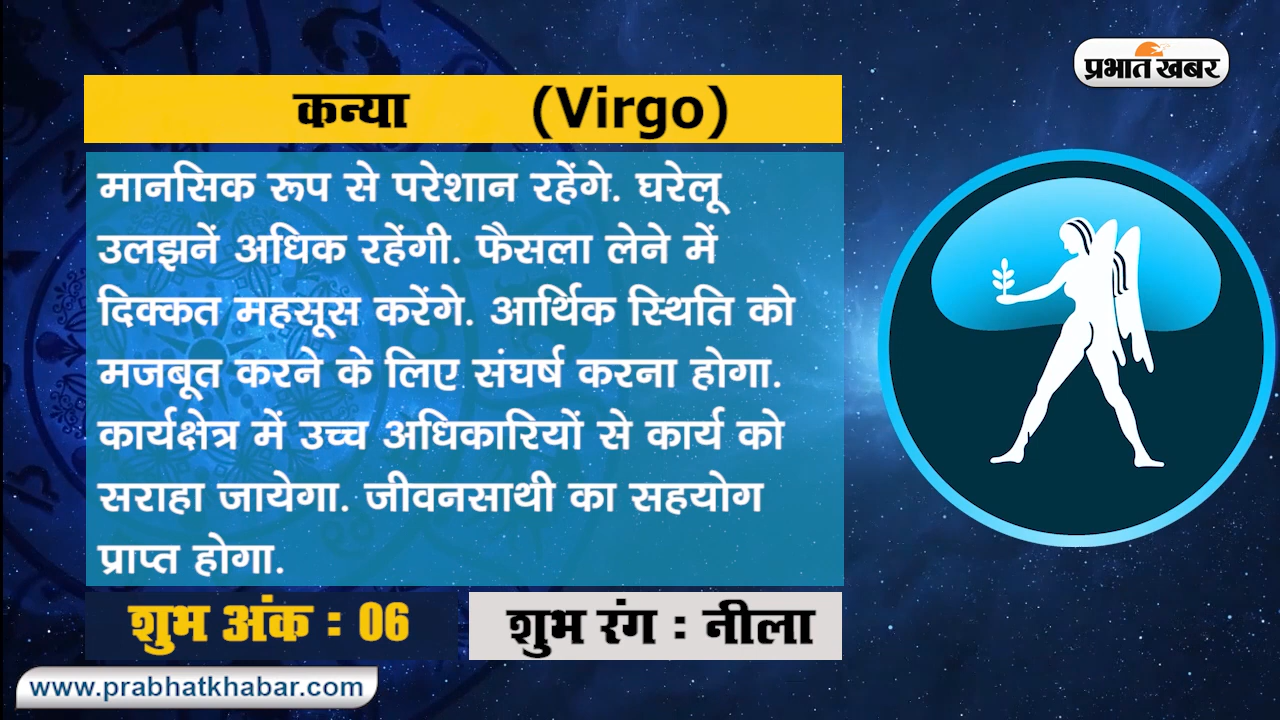 प्रभात खबर
कन्या (Virgo)
मानसिक रूप से परेशान रहेंगे. घरेलू
उलझनें अधिक रहेंगी. फैसला लेने में
दिक्कत महसूस करेंगे. आर्थिक स्थिति को
मजबूत करने के लिए संघर्ष करना होगा.
कार्यक्षेत्र में उच्च अधिकारियों से कार्य को
सराहा जायेगा. जीवनसाथी का सहयोग
प्राप्त होगा.
शुभ अंक : 06
शुभ रंग : नीला
www.prabhatkhabar.com